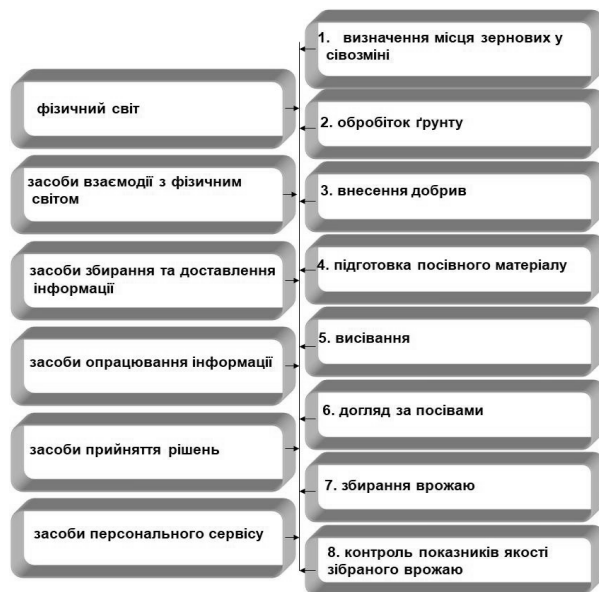 фізичний світ
засоби взаємодії з фізичним
світом
засоби збирання та доставлення
інформації
засоби опрацювання інформації
засоби прийняття рішень
засоби персонального сервісу
1. визначення місця зернових у
сівозміні
2. обробіток ґрунту
3. внесення добрив
4. підготовка посівного матеріалу
5. висівання
6. догляд за посівами
7. збирання врожаю
8. контроль показників якості
зібраного врожаю